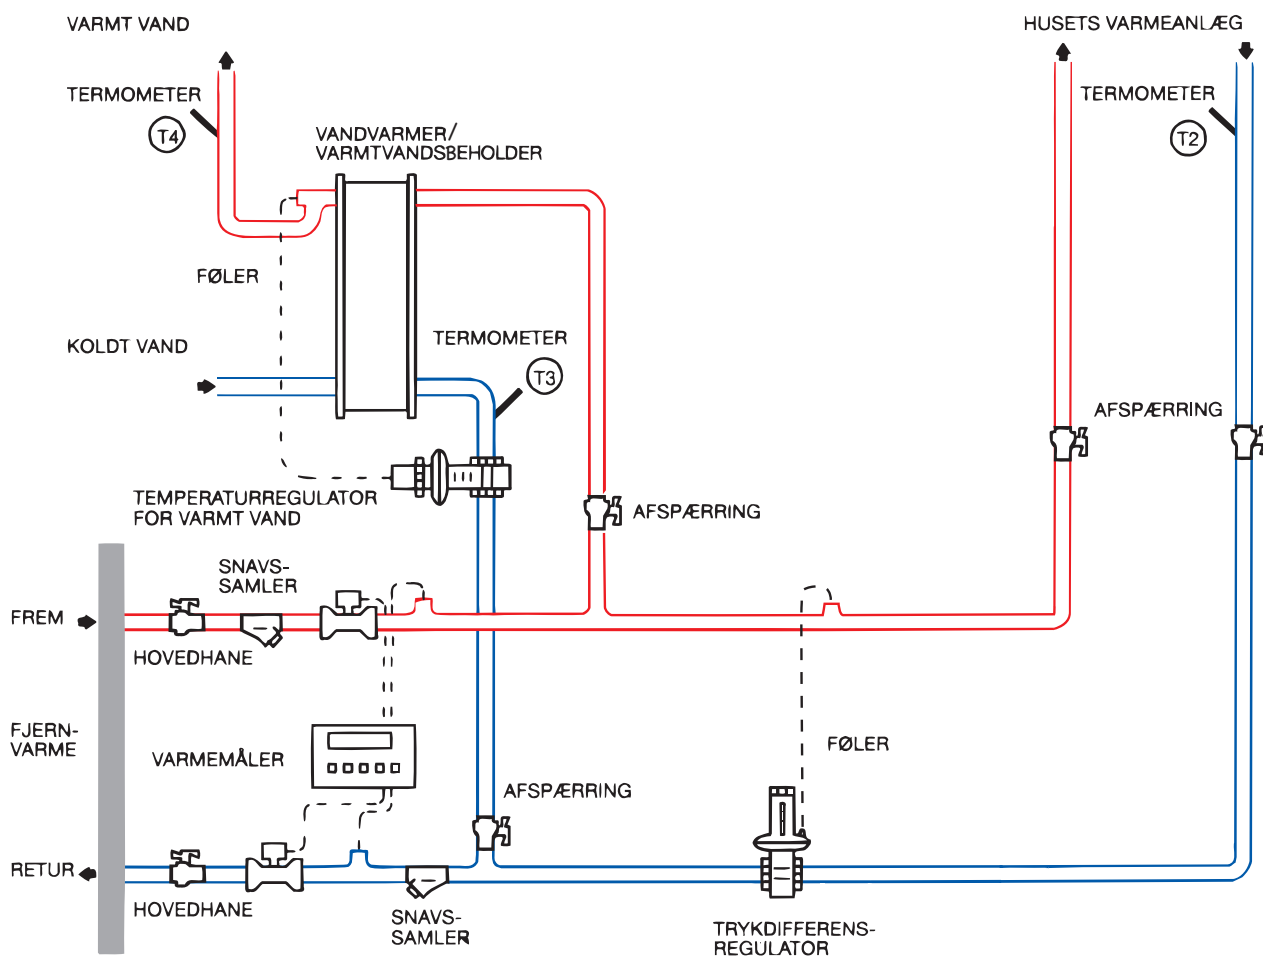 VARMT VAND
HUSETS VARMEANLÆG
TERMOMETER
T4
TERMOMETER
T2
VANDVARMER/
VARMTVANDSBEHOLDER
FØLER
KOLDT VAND
TERMOMETER
T3
AFSPÆRRING
TEMPERATURREGULATOR
FOR VARMT VAND
AFSPÆRRING
SNAVS-
SAMLER
FREM
HOVEDHANE
FJERN-
VARME
VARMEMÅLER
FØLER
AFSPÆRRING
RETUR
HOVEDHANE
SNAVS-
SAMLER
TRYKDIFFERENS-
REGULATOR